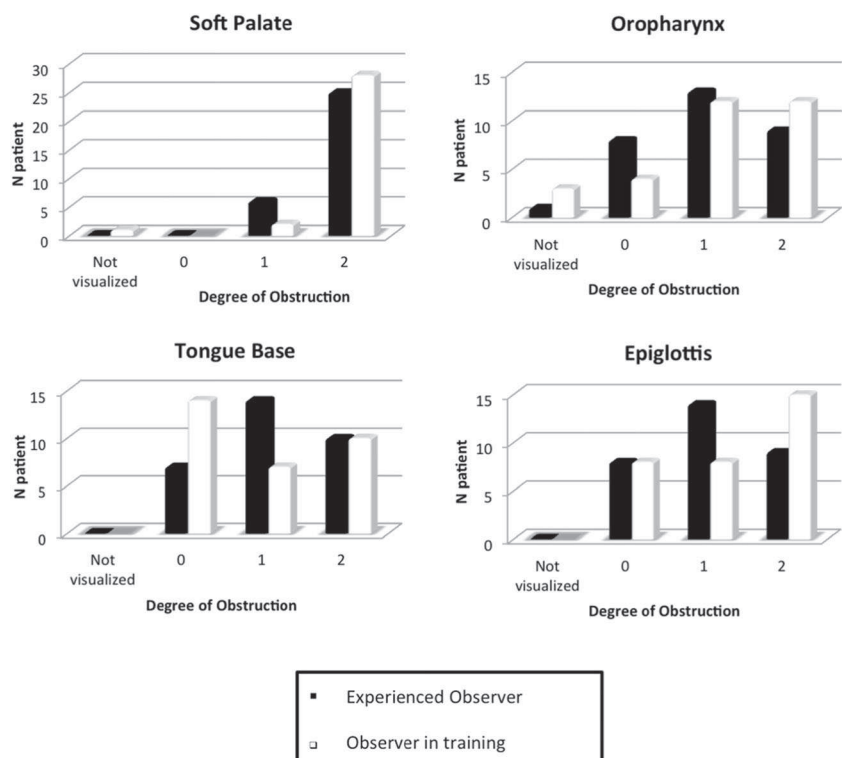 Soft Palate
30
25
20
15
10
5
0
N patient
Not visualized
0
1
2
Degree of Obstruction
Oropharynx
15
10
5
0
N patient
Not visualized
0
1
2
Degree of Obstruction
Tongue Base
15
10
5
0
N patient
Not visualized
0
1
2
Degree of Obstruction
Epiglottis
15
10
5
0
N patient
Not visualized
0
1
2
Degree of Obstruction
Experienced Observer
Observer in training